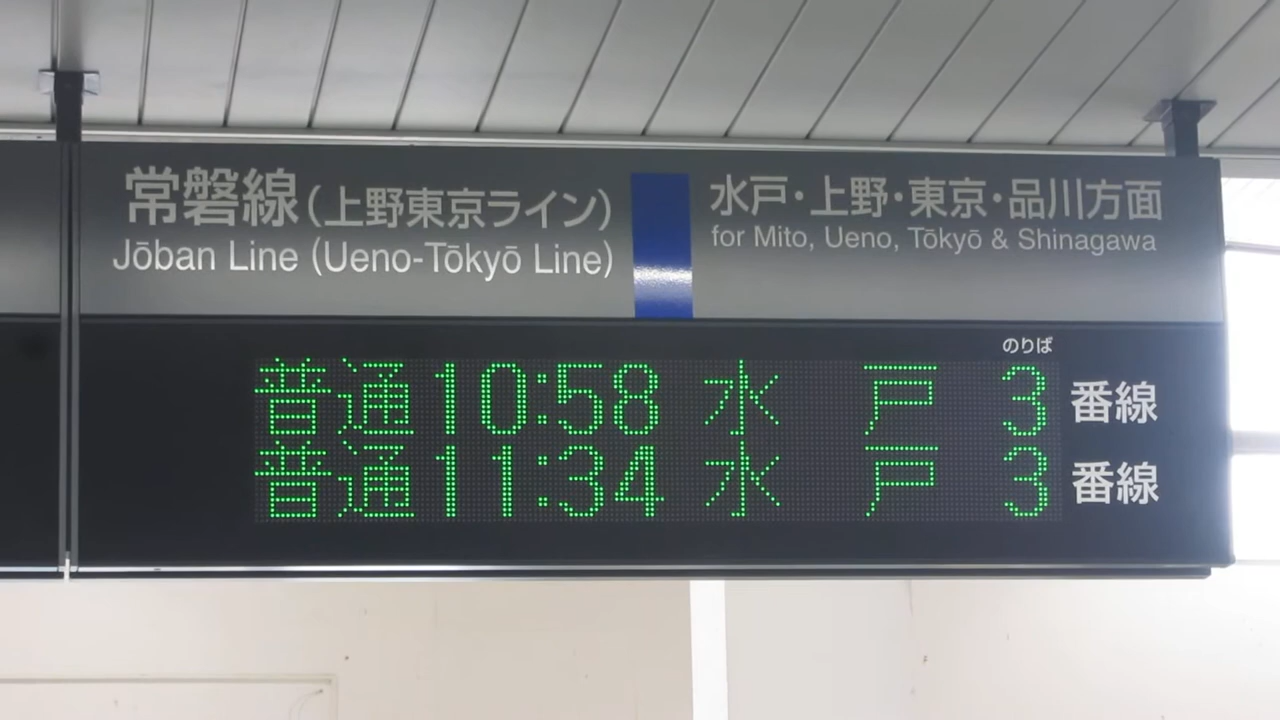 常磐線(上野東京ライン)
Jōban Line (Ueno-Tōkyō Line)
水戸・上野・東京・品川方面
for Mito, Ueno, Tōkyō & Shinagawa
のりば
普通 10:58 水 戸 3 番線
普通 11:34 水 戸 3 番線